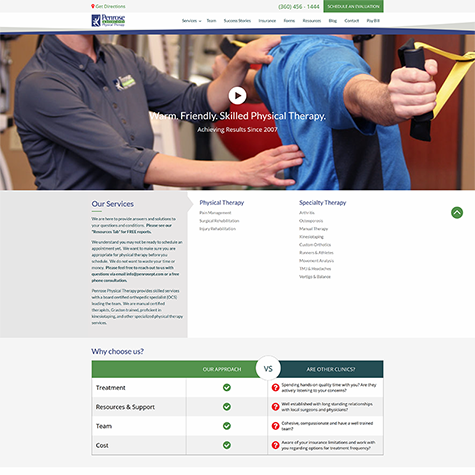 Get Directions
(360) 456 - 1444
SCHEDULE AN EVALUATION
Penrose
Physical Therapy
Services Team Success Stories Insurance Forms Resources Blog Contact Pay Bill
Warm. Friendly. Skilled Physical Therapy.
Achieving Results Since 2007
Our Services
We are here to provide answers and solutions to
your questions and conditions. Please see our
"Resources Tab" for FREE reports.
We understand you may not be ready to schedule an
appointment yet. We want to make sure you are
appropriate for physical therapy before you
schedule. We do not want to waste your time or
money. Please feel free to reach out to us with
questions via email info@penrosept.com or a free
phone consultation.
Penrose Physical Therapy provides skilled services
with a board certified orthopedic specialist (OCS)
leading the team. We are manual certified
therapists, Graston trained, proficient in
kinesiotaping, and other specialized physical therapy
services.
Physical Therapy
Pain Management
Surgical Rehabilitation
Injury Rehabilitation
Specialty Therapy
Arthritis
Osteoporosis
Manual Therapy
Kinesiotaping
Custom Orthotics
Runners & Athletes
Movement Analysis
TMJ & Headaches
Vertigo & Balance
Why choose us?
OUR APPROACH
VS
ARE OTHER CLINICS?
Treatment
Spending hands on quality time with you? Are they
actively listening to your concerns?
Resources & Support
Well established with long standing relationships
with local surgeons and physicians?
Team
Cohesive, compassionate and have a well trained
team?
Cost
Aware of your insurance limitations and work with
you regarding options for treatment frequency?